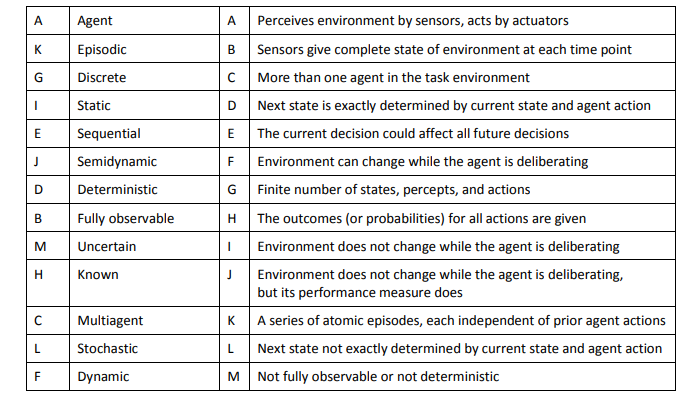 A Agent A Perceives environment by sensors, acts by actuators
K Episodic B Sensors give complete state of environment at each time point
G Discrete C More than one agent in the task environment
I Static D Next state is exactly determined by current state and agent action
E Sequential E The current decision could affect all future decisions
J Semidynamic F Environment can change while the agent is deliberating
D Deterministic G Finite number of states, percepts, and actions
B Fully observable H The outcomes (or probabilities) for all actions are given
M Uncertain I Environment does not change while the agent is deliberating
H Known J Environment does not change while the agent is deliberating,
but its performance measure does
C Multiagent K A series of atomic episodes, each independent of prior agent actions
L Stochastic L Next state not exactly determined by current state and agent action
F Dynamic M Not fully observable or not deterministic